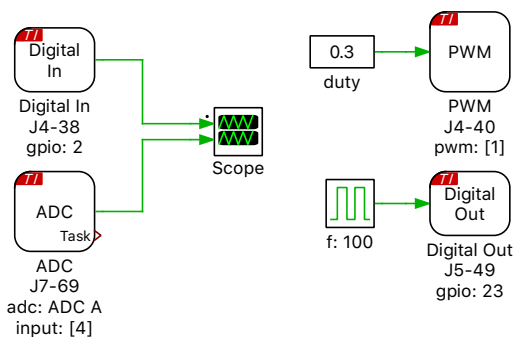 TI
Digital
In
Digital In
J4-38
gpio: 2
TI
ADC
Task
ADC
J7-69
adc: ADC A
input: [4]
Scope
0.3
duty
TI
PWM
PWM
J4-40
pwm: [1]
f: 100
TI
Digital
Out
Digital Out
J5-49
gpio: 23